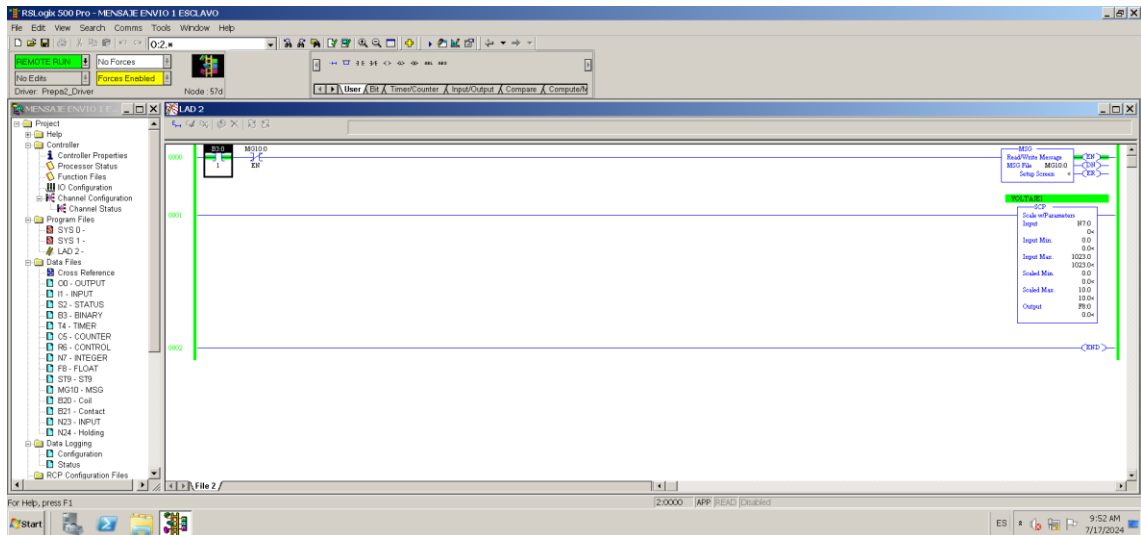 RSLogix 500 Pro - MENSAJE ENVIO 1 ESCLAVO
File Edit View Search Comms Tools Window Help
O:2.*
REMOTE RUN No Forces
No Edits Forces Enabled
Driver: Prepa2_Driver Node : 57d
User Bit Timer/Counter Input/Output Compare Compute/M
MENSAJE ENVIO 1 E...
LAD 2
Project
Help
Controller
Controller Properties
Processor Status
Function Files
IO Configuration
Channel Configuration
Channel Status
Program Files
SYS 0 -
SYS 1 -
LAD 2 -
Data Files
Cross Reference
O0 - OUTPUT
I1 - INPUT
S2 - STATUS
B3 - BINARY
T4 - TIMER
C5 - COUNTER
R6 - CONTROL
N7 - INTEGER
F8 - FLOAT
ST9 - ST9
MG10 - MSG
B20 - Coil
B21 - Contact
N23 - INPUT
N24 - Holding
Data Logging
Configuration
Status
RCP Configuration Files
0000
B3:0
1
MG10:0
EN
MSG
Read/Write Message
MSG File MG10:0
Setup Screen <
EN
DN
ER
0001
VOLTAJE1
SCP
Scale w/Parameters
Input N7:0
0<
Input Min. 0.0
0.0<
Input Max. 1023.0
1023.0<
Scaled Min. 0.0
0.0<
Scaled Max. 10.0
10.0<
Output F8:0
0.0<
0002
END
File 2
For Help, press F1
2:0000 APP READ Disabled
Start
ES
9:52 AM
7/17/2024